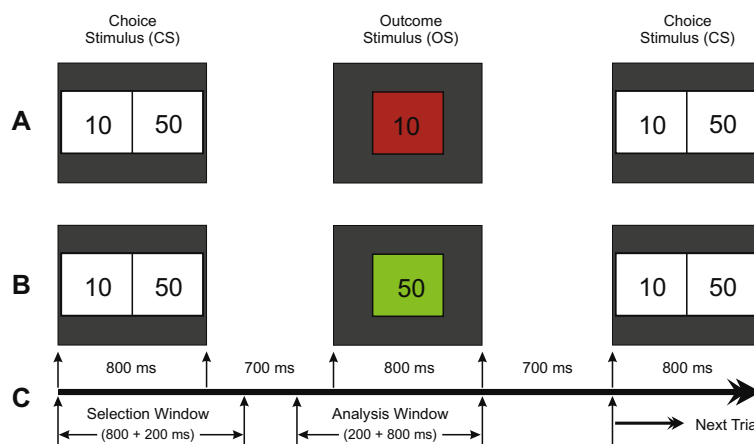 Choice
Stimulus (CS)
Outcome
Stimulus (OS)
Choice
Stimulus (CS)
A
10 50
10
10 50
B
10 50
50
10 50
800 ms 700 ms 800 ms 700 ms 800 ms
C
Selection Window
(800 + 200 ms)
Analysis Window
(200 + 800 ms)
Next Trial